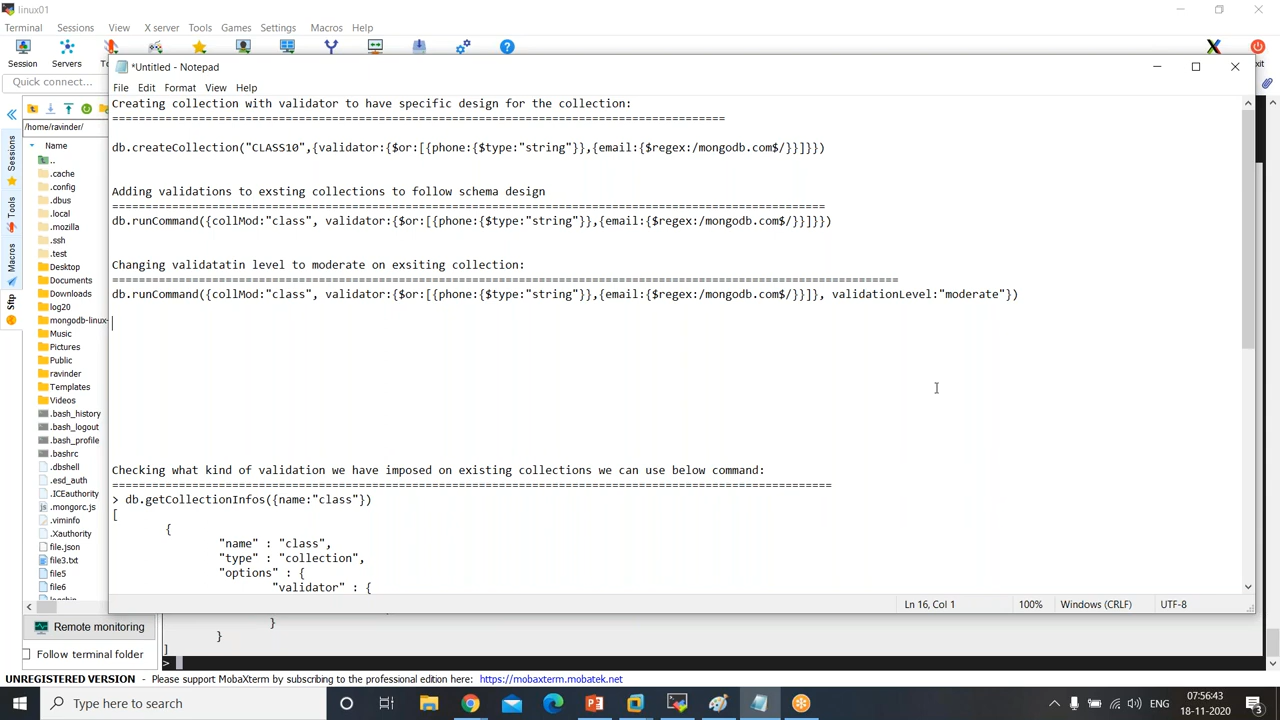 linux01
Terminal Sessions View X server Tools Games Settings Macros Help
*Untitled - Notepad
Session Servers
Quick connect...
File Edit Format View Help
Creating collection with validator to have specific design for the collection:
============================================================================================
db.createCollection("CLASS10",{validator:{$or:[{phone:{$type:"string"}},{email:{$regex:/mongodb.com$/}}]}})
Adding validations to exsting collections to follow schema design
===========================================================================================================
db.runCommand({collMod:"class", validator:{$or:[{phone:{$type:"string"}},{email:{$regex:/mongodb.com$/}}]}})
Changing validatatin level to moderate on exsiting collection:
======================================================================================================================
db.runCommand({collMod:"class", validator:{$or:[{phone:{$type:"string"}},{email:{$regex:/mongodb.com$/}}]}, validationLevel:"moderate"})
Checking what kind of validation we have imposed on existing collections we can use below command:
============================================================================================================
> db.getCollectionInfos({name:"class"})
[
{
"name" : "class",
"type" : "collection",
"options" : {
"validator" : {
Ln 16, Col 1 100% Windows (CRLF) UTF-8
/home/ravinder/
Name
..
.cache
.config
.dbus
.local
.mozilla
.ssh
.test
Desktop
Documents
Downloads
log20
mongodb-linux-
Music
Pictures
Public
ravinder
Templates
Videos
.bash_history
.bash_logout
.bash_profile
.bashrc
.dbshell
.esd_auth
.ICEauthority
.mongorc.js
.viminfo
.Xauthority
file.json
file3.txt
file5
file6
Sessions
Tools
Macros
Sftp
Remote monitoring
Follow terminal folder
}
}
]
>
UNREGISTERED VERSION - Please support MobaXterm by subscribing to the professional edition here: https://mobaxterm.mobatek.net
Type here to search
ENG
07:56:43
18-11-2020
3